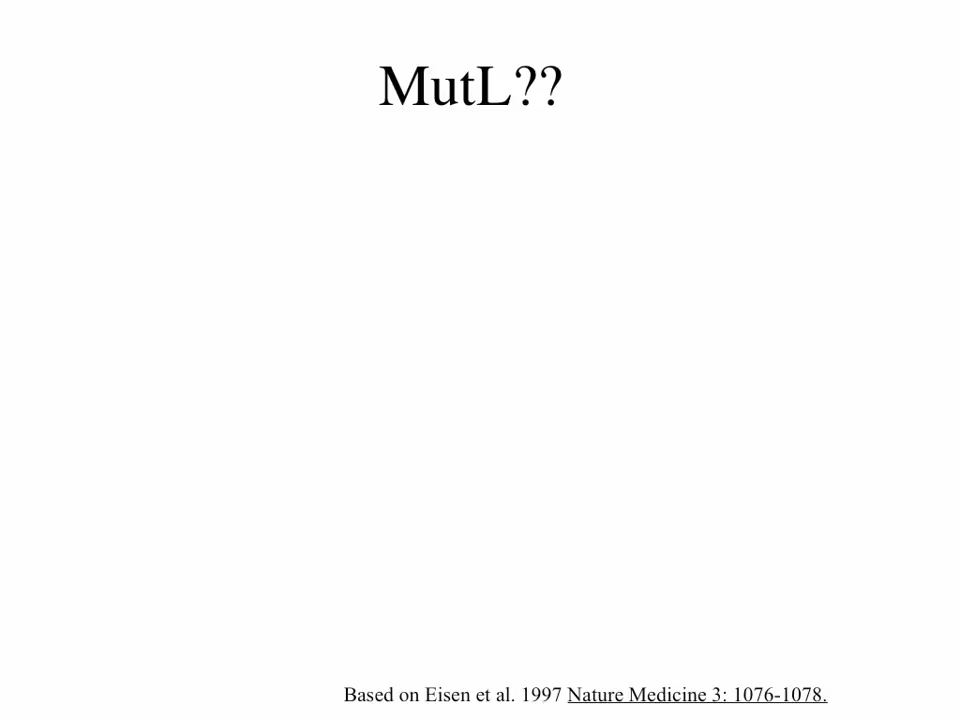 MutL??
Based on Eisen et al. 1997 Nature Medicine 3: 1076-1078.